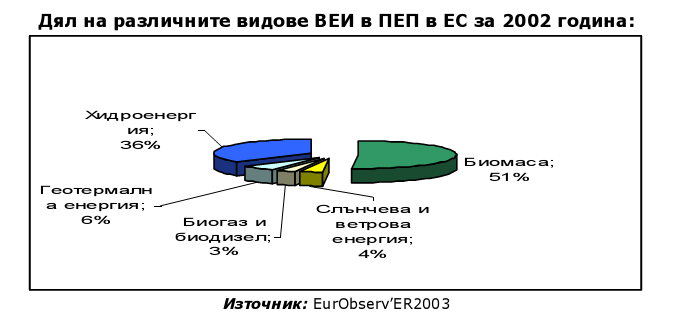 Дял на различните видове ВЕИ в ПЕП в ЕС за 2002 година:
Хидроенерг
ия;
36%
Геотермалн
а енергия;
6%
Биогаз и
биодизел;
3%
Слънчева и
ветрова
енергия;
4%
Биомаса;
51%
Източник: EurObserv’ER2003